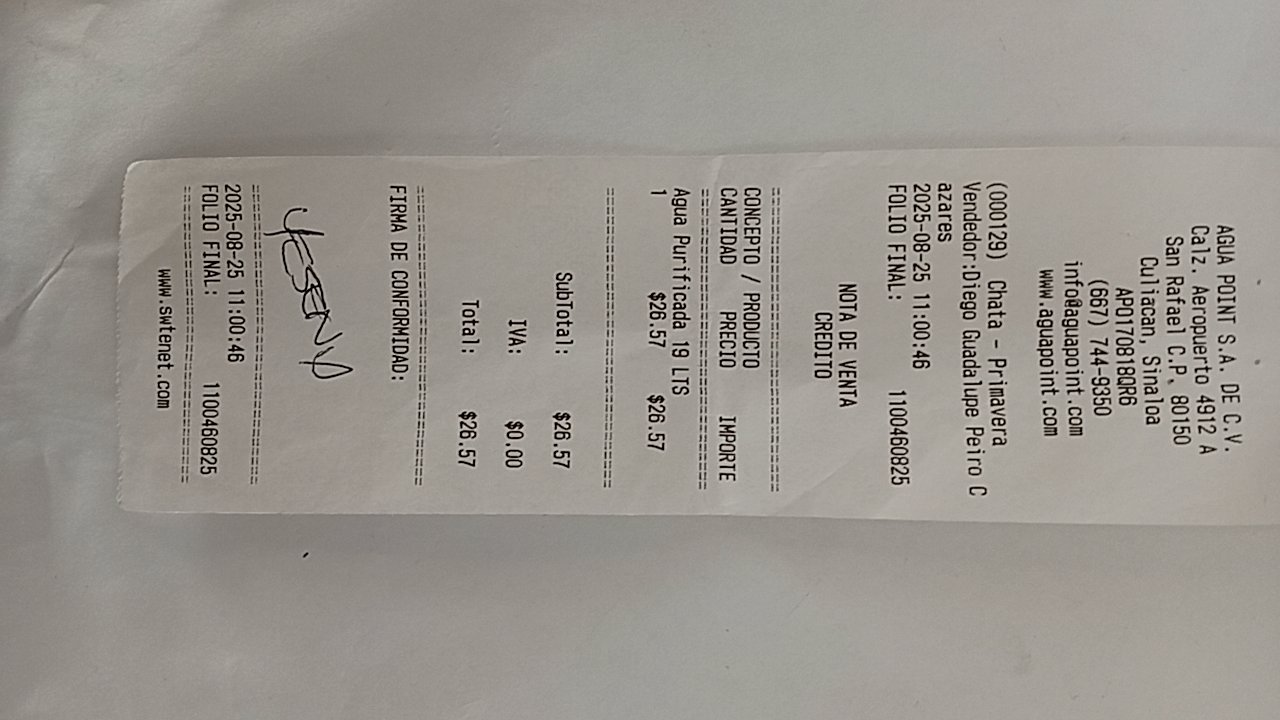 AGUA POINT S.A. DE C.V.
Calz. Aeropuerto 4912 A
San Rafael C.P. 80150
Culiacan, Sinaloa
APO170818QR6
(667) 744-9350
info@aguapoint.com
www.aguapoint.com
(000129) Chata - Primavera
Vendedor:Diego Guadalupe Peiro C
azares
2025-08-25 11:00:46
FOLIO FINAL: 1100460825
NOTA DE VENTA
CREDITO
CONCEPTO / PRODUCTO
CANTIDAD PRECIO IMPORTE
Agua Purificada 19 LTS
1 $26.57 $26.57
SubTotal: $26.57
IVA: $0.00
Total: $26.57
FIRMA DE CONFORMIDAD:
YESENY
2025-08-25 11:00:46
FOLIO FINAL: 1100460825
www.swtenet.com